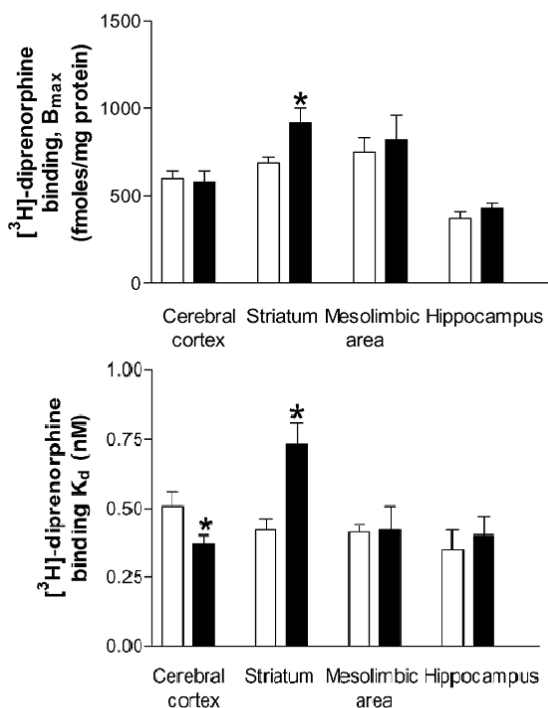 [³H]-diprenorphine
binding, Bmax
(fmoles/mg protein)
1500
1000
500
0
*
Cerebral cortex
Striatum
Mesolimbic area
Hippocampus
[³H]-diprenorphine
binding Kd (nM)
1.00
0.75
0.50
0.25
0.00
*
*
Cerebral cortex
Striatum
Mesolimbic area
Hippocampus